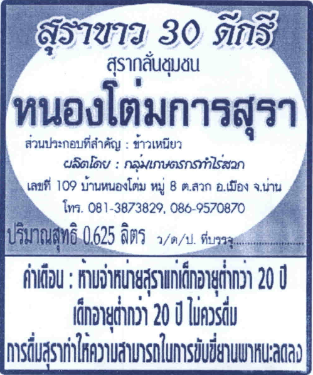 สุราขาว 30 ดีกรี
สุรากลั่นชุมชน
หนองโต่มการสุรา
ส่วนประกอบที่สำคัญ : ข้าวเหนียว
ผลิตโดย : กลุ่มเกษตรกรทำไร่สวก
เลขที่ 109 บ้านหนองโต่ม หมู่ 8 ต.สวก อ.เมือง จ.น่าน
โทร. 081-3873829, 086-9570870
ปริมาณสุทธิ 0.625 ลิตร ว/ด/ป. ที่บรรจุ..................
คำเตือน : ห้ามจำหน่ายสุราแก่เด็กอายุต่ำกว่า 20 ปี
เด็กอายุต่ำกว่า 20 ปี ไม่ควรดื่ม
การดื่มสุราทำให้ความสามารถในการขับขี่ยานพาหนะลดลง